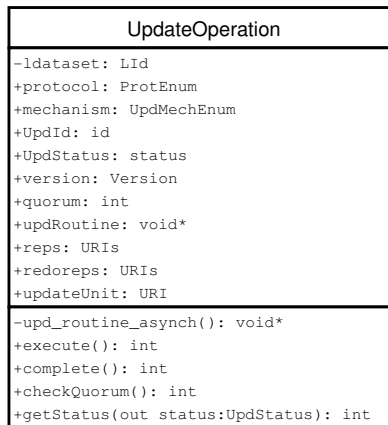 UpdateOperation
-ldataset: LId
+protocol: ProtEnum
+mechanism: UpdMechEnum
+UpdId: id
+UpdStatus: status
+version: Version
+quorum: int
+updRoutine: void*
+reps: URIs
+redoreps: URIs
+updateUnit: URI
-upd_routine_asynch(): void*
+execute(): int
+complete(): int
+checkQuorum(): int
+getStatus(out status:UpdStatus): int